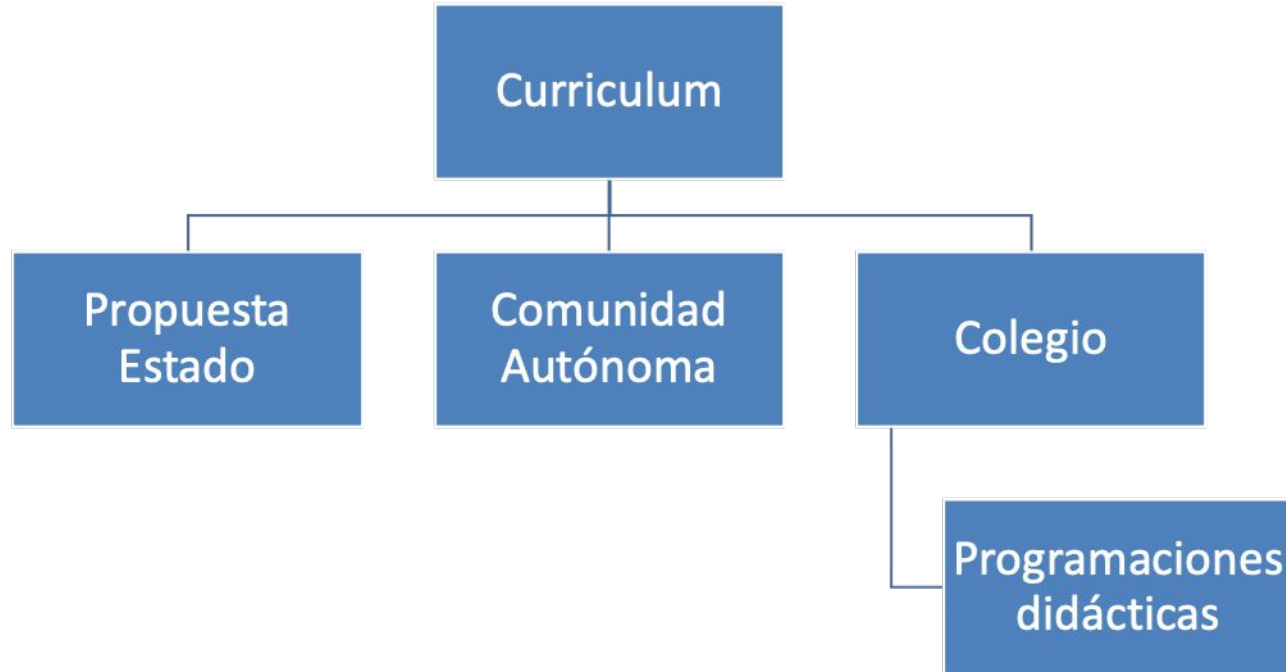 Curriculum
Propuesta
Estado
Comunidad
Autónoma
Colegio
Programaciones
didácticas